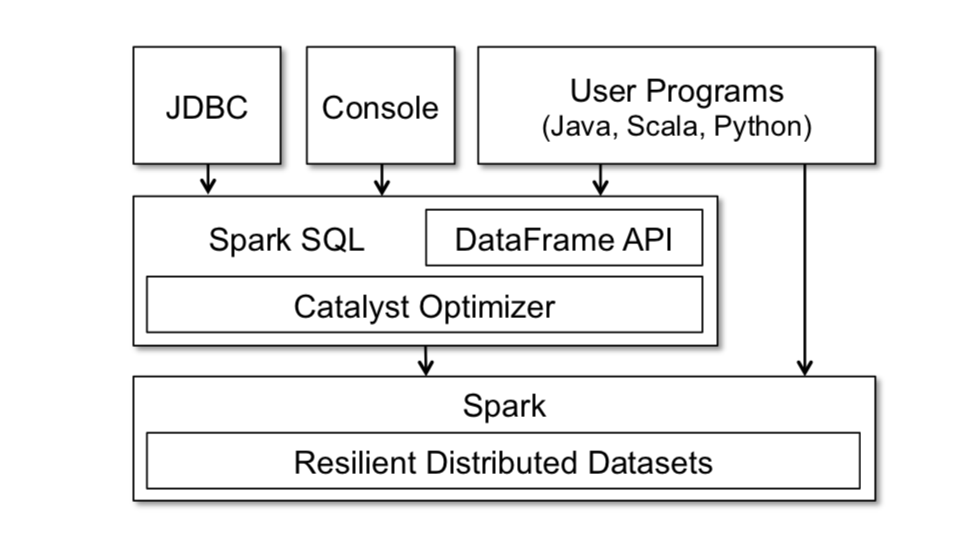 JDBC
Console
User Programs
(Java, Scala, Python)
Spark SQL
DataFrame API
Catalyst Optimizer
Spark
Resilient Distributed Datasets